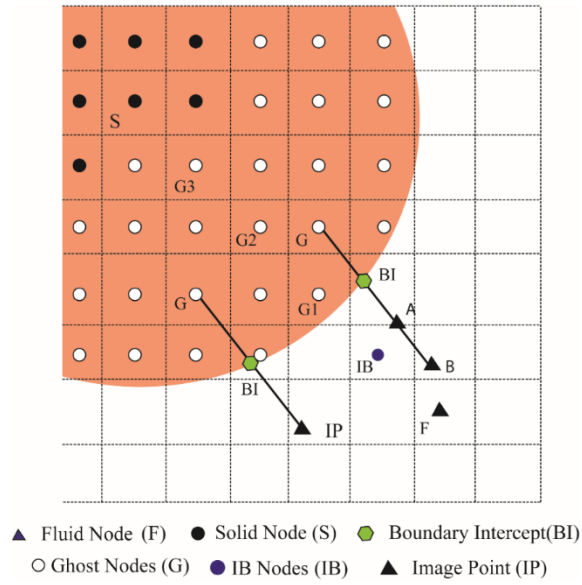 S
G3
G2
G
BI
G
G1
A
IB
B
BI
F
IP
Fluid Node (F)
Solid Node (S)
Boundary Intercept(BI)
Ghost Nodes (G)
IB Nodes (IB)
Image Point (IP)